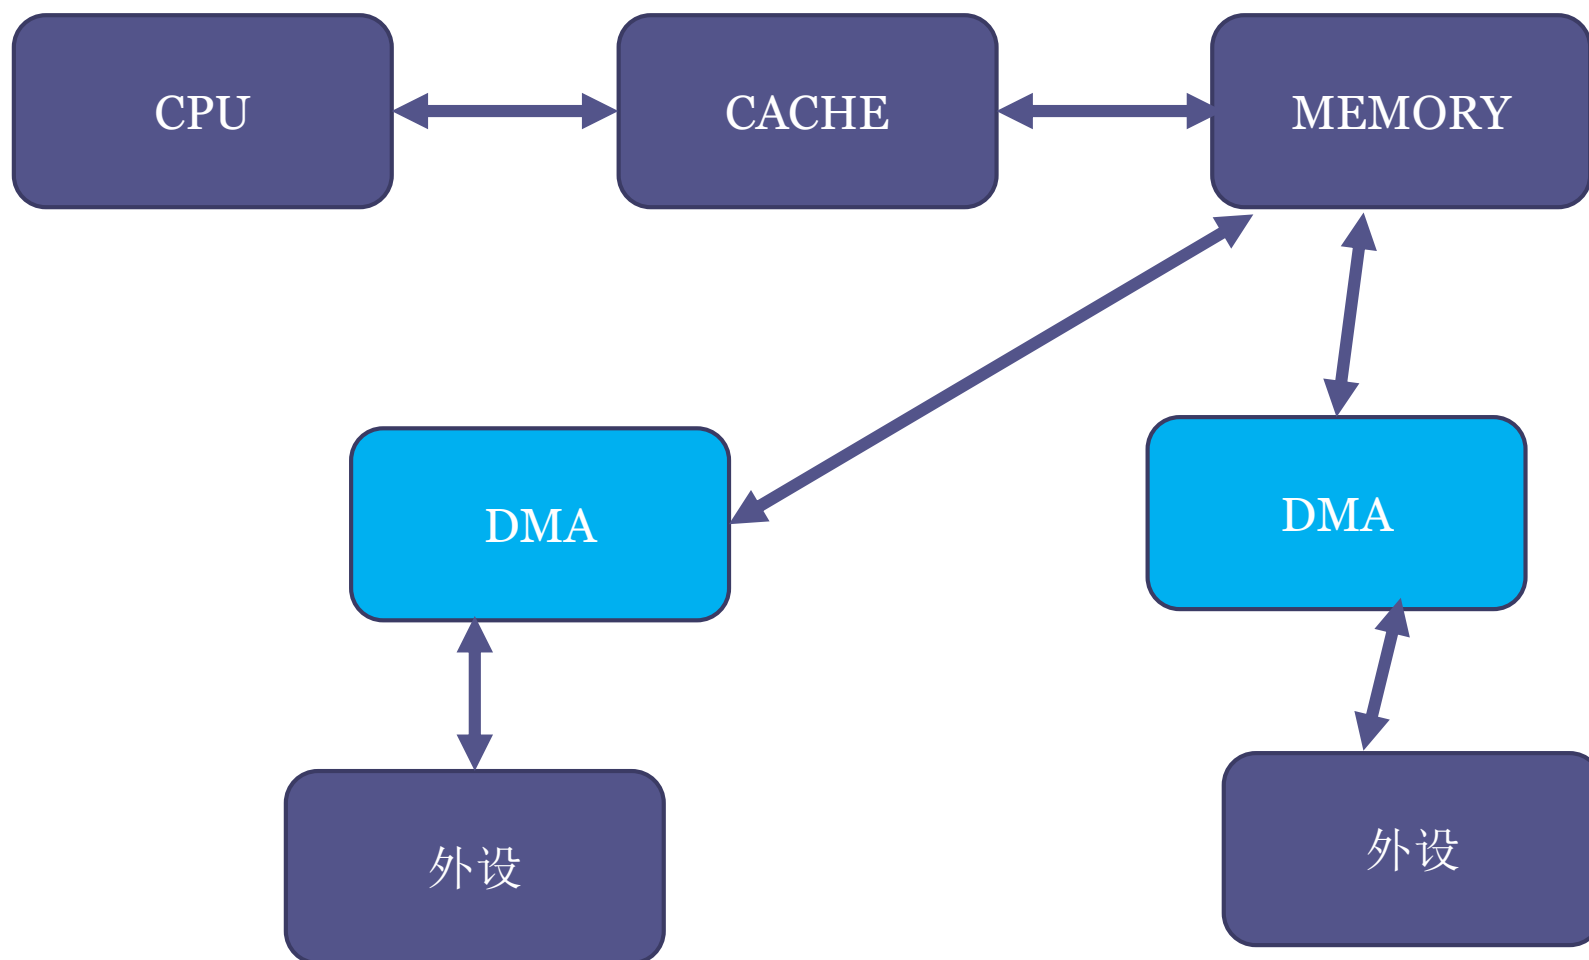 CPU
CACHE
MEMORY
DMA
DMA
外设
外设